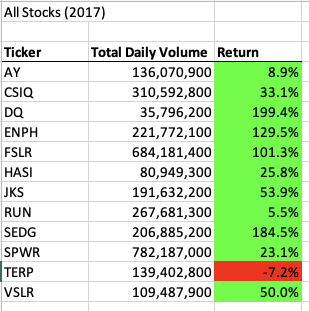 All Stocks (2017)
Ticker Total Daily Volume Return
AY 136,070,900 8.9%
CSIQ 310,592,800 33.1%
DQ 35,796,200 199.4%
ENPH 221,772,100 129.5%
FSLR 684,181,400 101.3%
HASI 80,949,300 25.8%
JKS 191,632,200 53.9%
RUN 267,681,300 5.5%
SEDG 206,885,200 184.5%
SPWR 782,187,000 23.1%
TERP 139,402,800 -7.2%
VSLR 109,487,900 50.0%